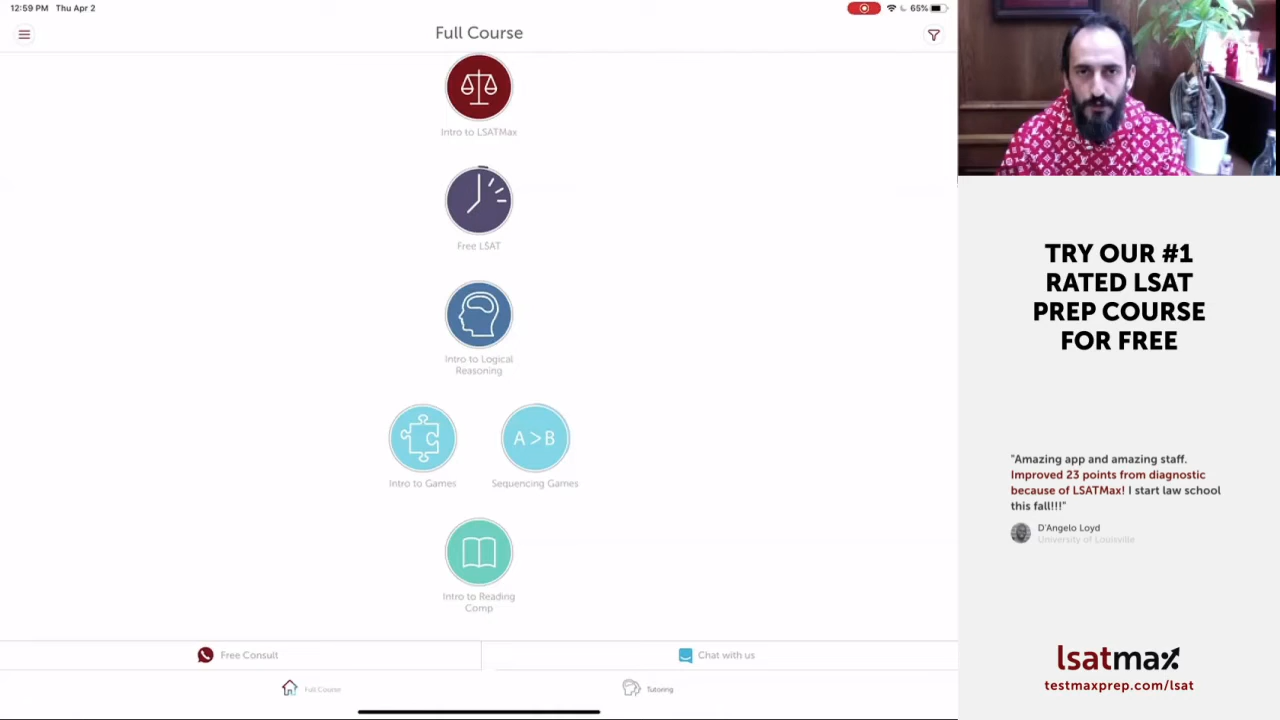 12:59 PM Thu Apr 2
65%
Full Course
Intro to LSATMax
Free LSAT
Intro to Logical
Reasoning
A > B
Intro to Games
Sequencing Games
Intro to Reading
Comp
Free Consult
Chat with us
Full Course
Tutoring
TRY OUR #1
RATED LSAT
PREP COURSE
FOR FREE
"Amazing app and amazing staff.
Improved 23 points from diagnostic
because of LSATMax! I start law school
this fall!!!"
D'Angelo Loyd
University of Louisville
lsatmax
testmaxprep.com/lsat